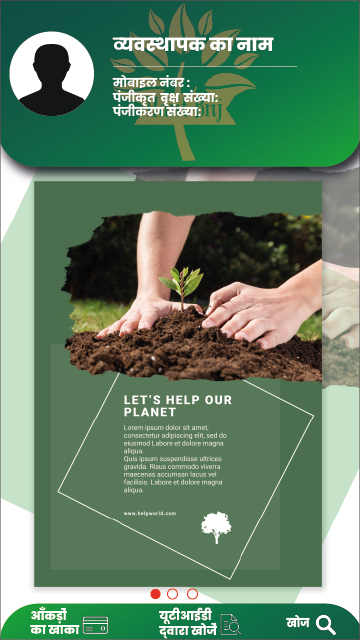 व्यवस्थापक का नाम
मोबाइल नंबर :
पंजीकृत वृक्ष संख्या:
पंजीकरण संख्या:
LET'S HELP OUR
PLANET
Lorem ipsum dolor sit amet,
consectetur adipiscing elit, sed do
eiusmod Labore et dolore magna
aliqua.
Quis ipsum suspendisse ultrices
gravida. Risus commodo viverra
maecenas accumsan lacus vel
facilisis. Labore et dolore magna
aliqua.
www.helpworld.com
आँकड़ों
का खाका
यूटीआईडी
द्वारा खोजें
खोज